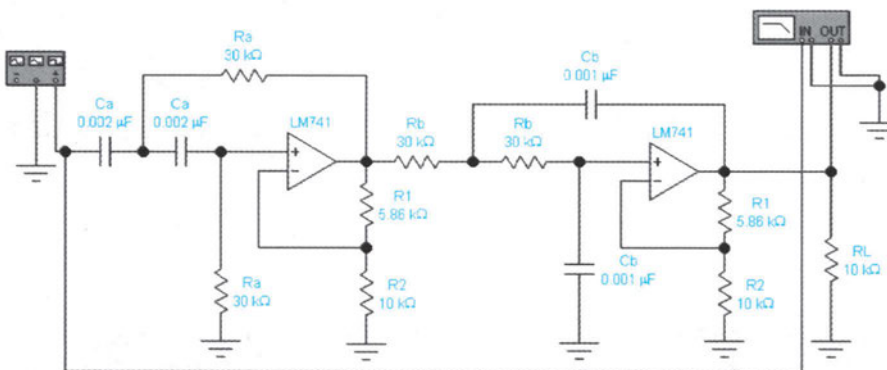 Ra
30 kΩ
IN OUT
Ca
0.002 µF
Ca
0.002 µF
LM741
Rb
30 kΩ
Cb
0.001 µF
Rb
30 kΩ
LM741
R1
5.86 kΩ
R1
5.86 kΩ
Ra
30 kΩ
R2
10 kΩ
Cb
0.001 µF
R2
10 kΩ
RL
10 kΩ
+
−
+
−